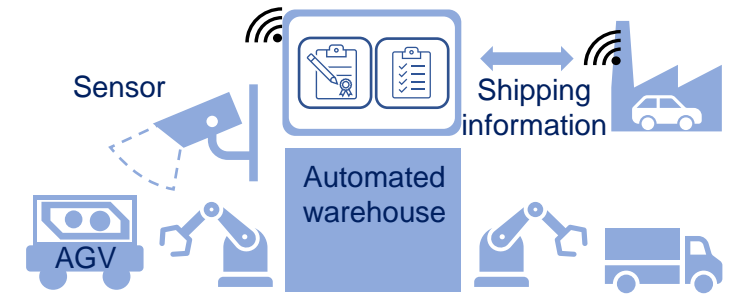 Sensor
Shipping
information
Automated
warehouse
AGV